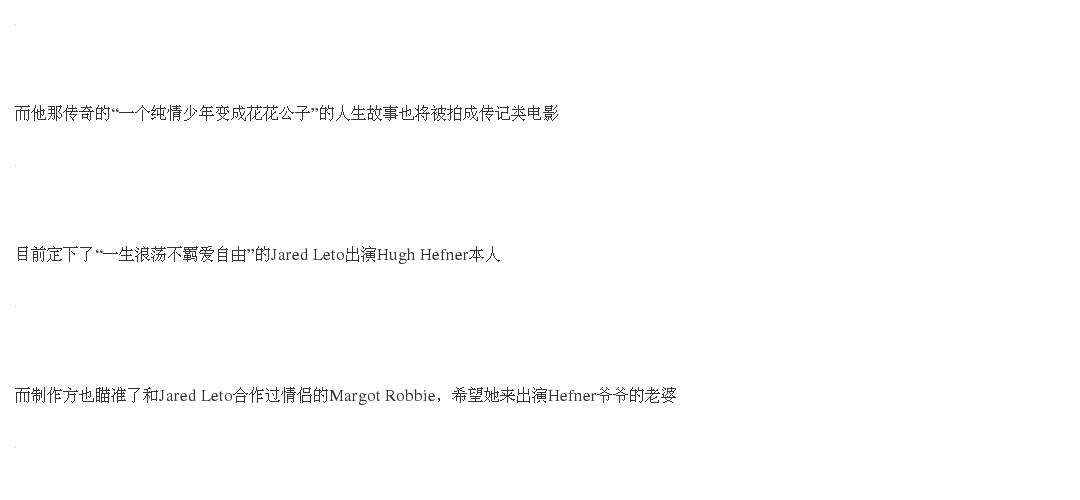 而他那传奇的“一个纯情少年变成花花公子”的人生故事也将被拍成传记类电影
目前定下了“一生浪荡不羁爱自由”的Jared Leto出演Hugh Hefner本人
而制作方也瞄准了和Jared Leto合作过情侣的Margot Robbie，希望她来出演Hefner爷爷的老婆